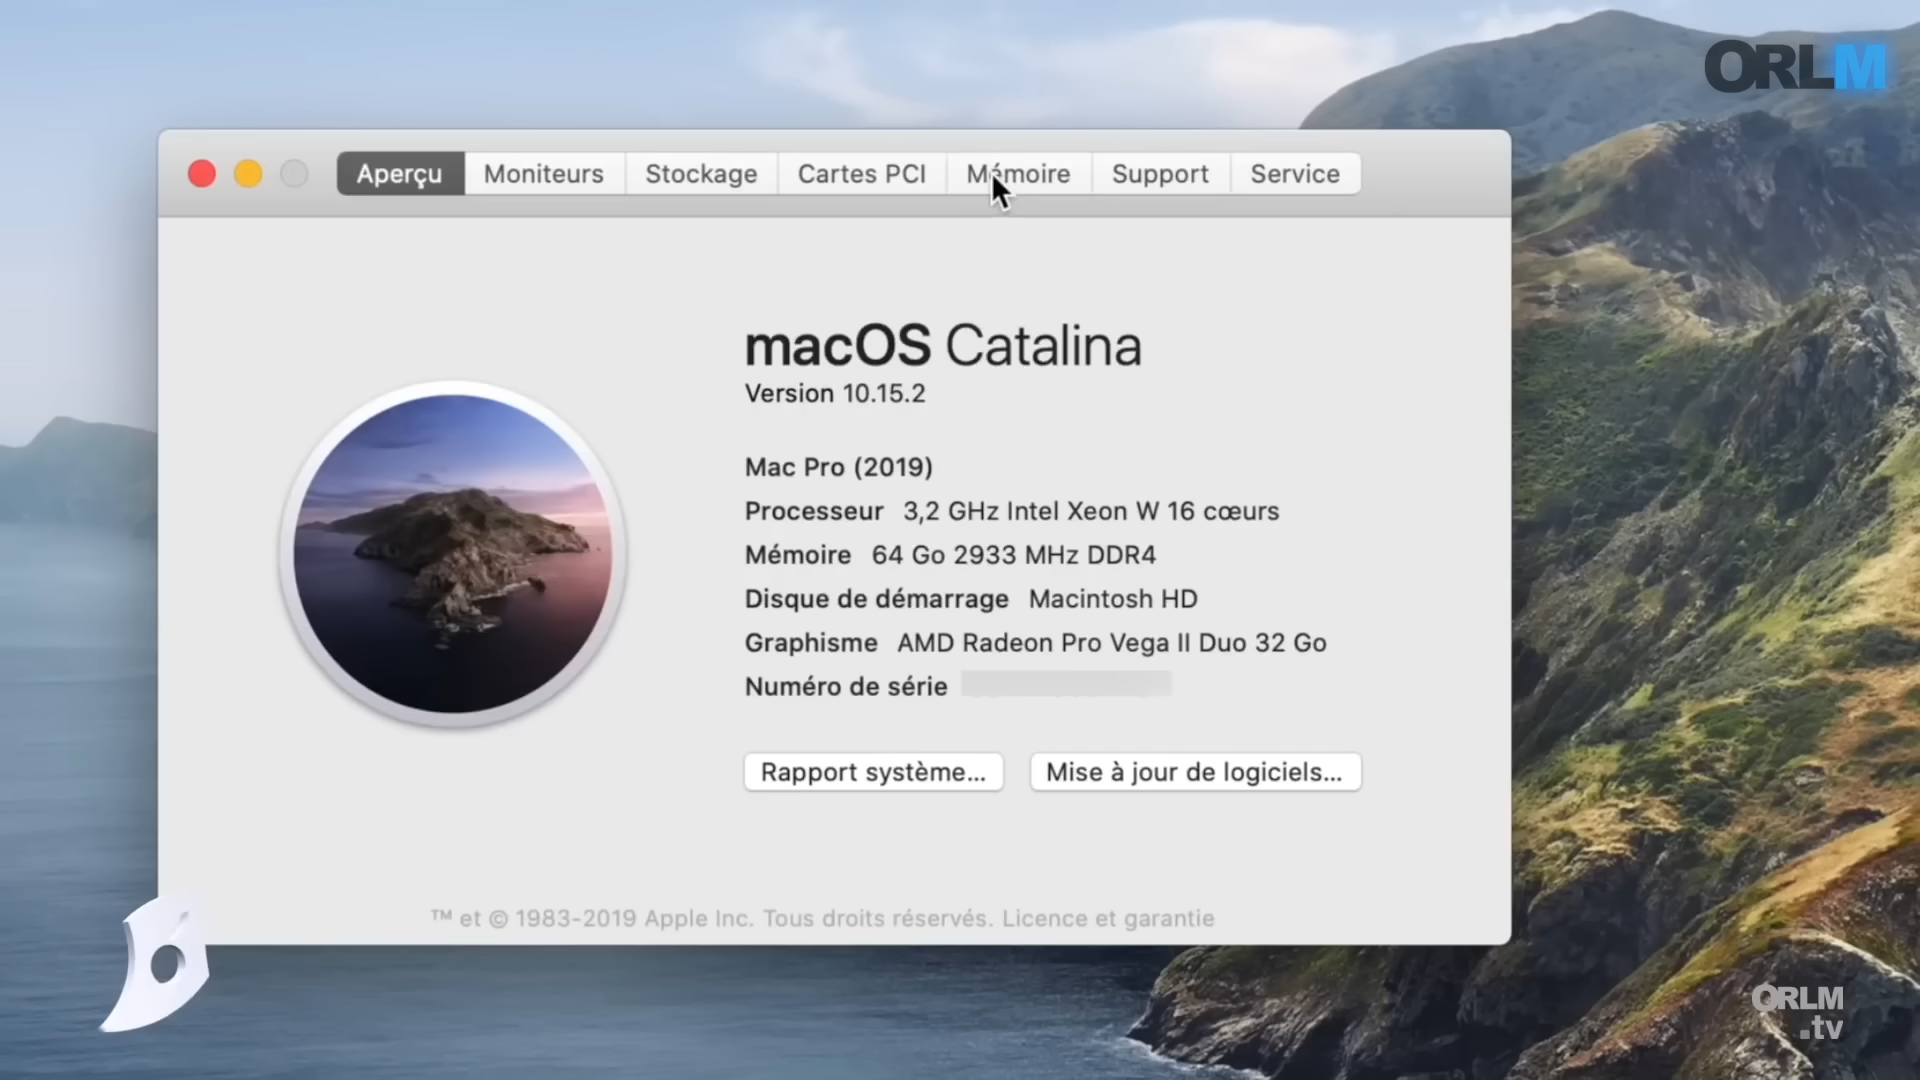 ORLM
Aperçu Moniteurs Stockage Cartes PCI Mémoire Support Service
macOS Catalina
Version 10.15.2
Mac Pro (2019)
Processeur 3,2 GHz Intel Xeon W 16 cœurs
Mémoire 64 Go 2933 MHz DDR4
Disque de démarrage Macintosh HD
Graphisme AMD Radeon Pro Vega II Duo 32 Go
Numéro de série
Rapport système... Mise à jour de logiciels...
™ et © 1983-2019 Apple Inc. Tous droits réservés. Licence et garantie
ORLM
.tv